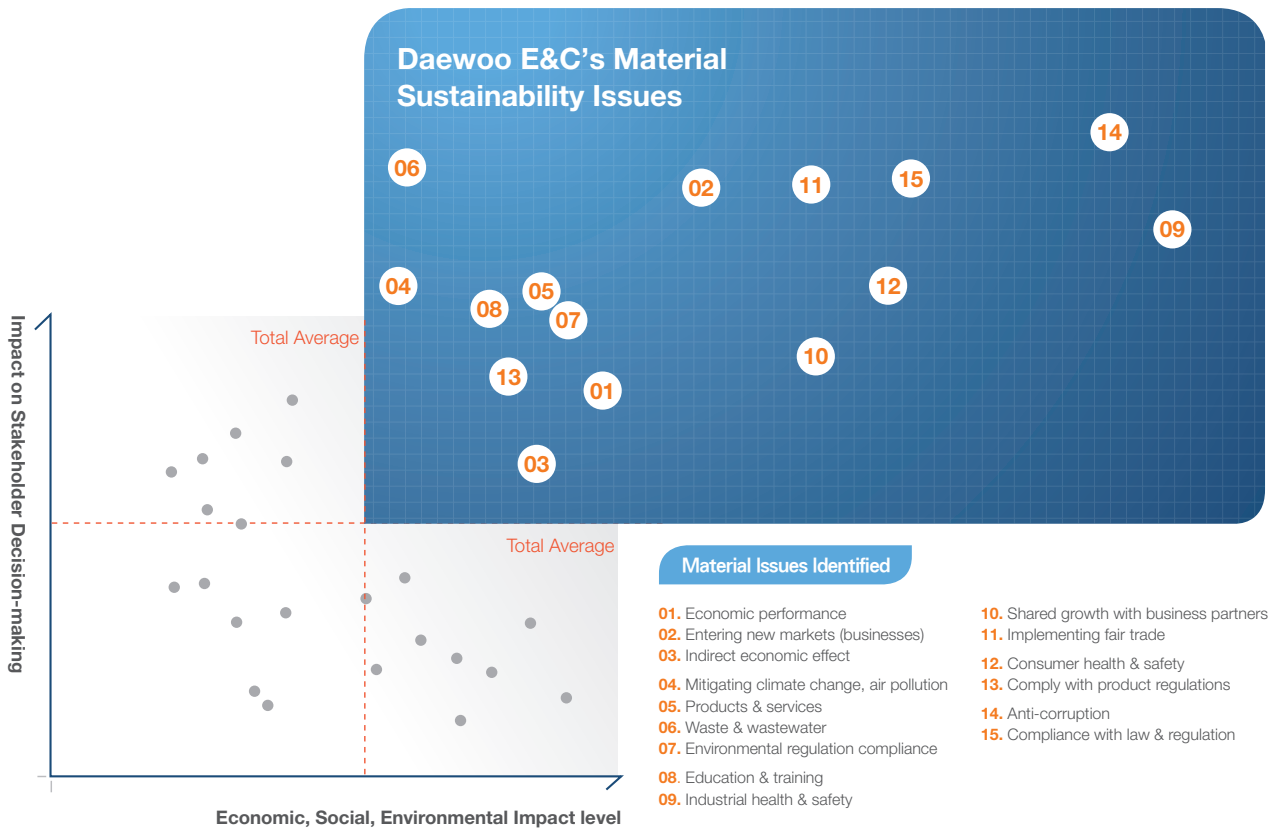 Daewoo E&C's Material
Sustainability Issues
14
06
15
11
02
09
04
12
05
08
07
10
13
01
03
Impact on Stakeholder Decision-making
Total Average
Total Average
Economic, Social, Environmental Impact level
Material Issues Identified
01. Economic performance
02. Entering new markets (businesses)
03. Indirect economic effect
04. Mitigating climate change, air pollution
05. Products & services
06. Waste & wastewater
07. Environmental regulation compliance
08. Education & training
09. Industrial health & safety
10. Shared growth with business partners
11. Implementing fair trade
12. Consumer health & safety
13. Comply with product regulations
14. Anti-corruption
15. Compliance with law & regulation